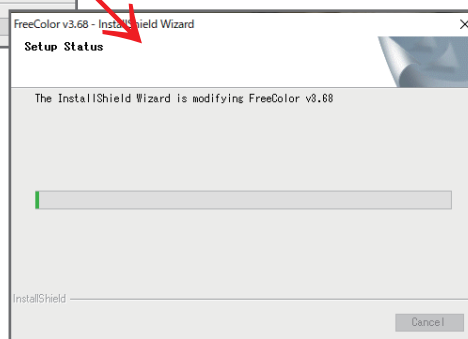 FreeColor v3.68 - InstallShield Wizard
Setup Status
The InstallShield Wizard is modifying FreeColor v3.68
InstallShield
Cancel